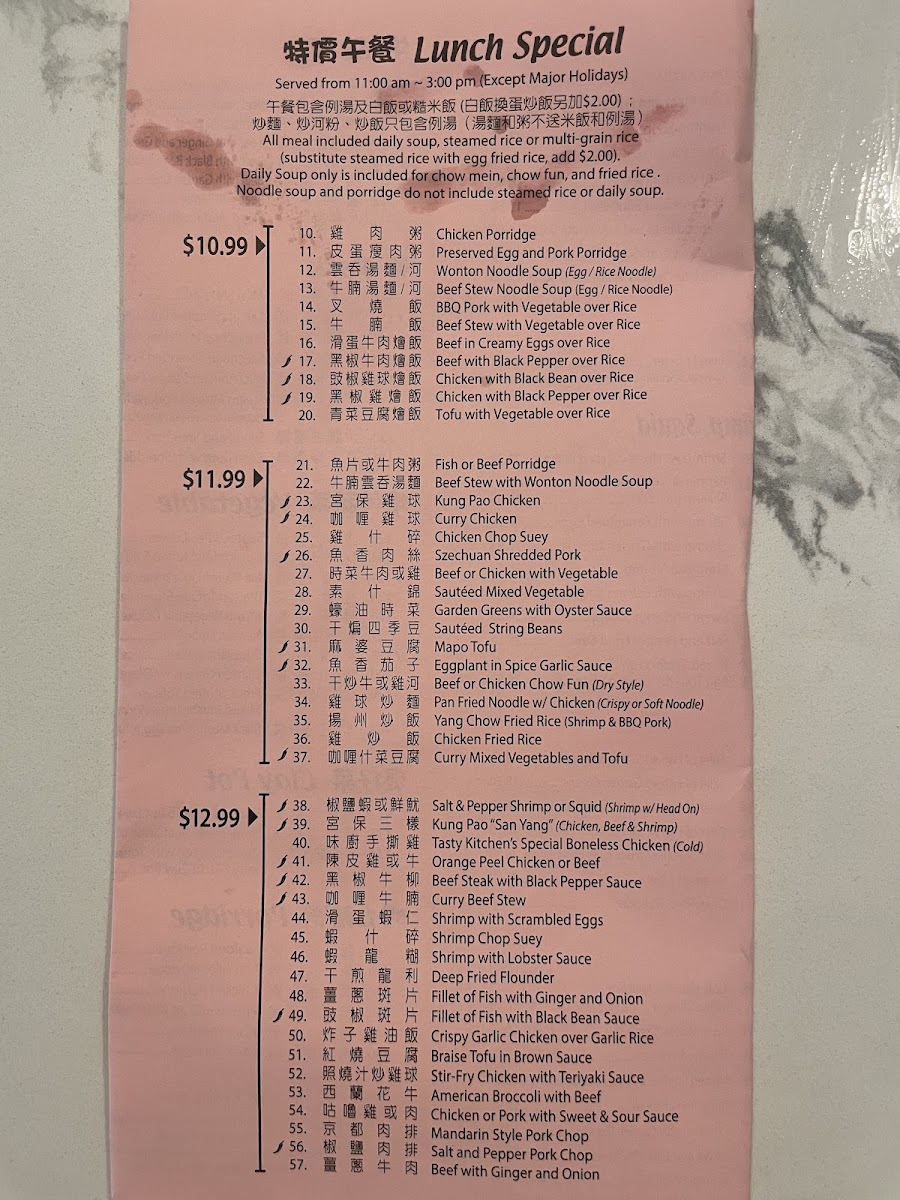 特價午餐 Lunch Special
Served from 11:00 am ~ 3:00 pm (Except Major Holidays)
午餐包含例湯及白飯或糙米飯 (白飯換蛋炒飯另加$2.00) ;
炒麵、炒河粉、炒飯只包含例湯 (湯麵和粥不送米飯和例湯)
All meal included daily soup, steamed rice or multi-grain rice
(substitute steamed rice with egg fried rice, add $2.00).
Daily Soup only is included for chow mein, chow fun, and fried rice .
Noodle soup and porridge do not include steamed rice or daily soup.
$10.99
10. 雞肉粥 Chicken Porridge
11. 皮蛋瘦肉粥 Preserved Egg and Pork Porridge
12. 雲吞湯麵/河 Wonton Noodle Soup (Egg / Rice Noodle)
13. 牛腩湯麵/河 Beef Stew Noodle Soup (Egg / Rice Noodle)
14. 叉燒飯 BBQ Pork with Vegetable over Rice
15. 牛腩飯 Beef Stew with Vegetable over Rice
16. 滑蛋牛肉燴飯 Beef in Creamy Eggs over Rice
17. 黑椒牛肉燴飯 Beef with Black Pepper over Rice
18. 豉椒雞球燴飯 Chicken with Black Bean over Rice
19. 黑椒雞燴飯 Chicken with Black Pepper over Rice
20. 青菜豆腐燴飯 Tofu with Vegetable over Rice
$11.99
21. 魚片或牛肉粥 Fish or Beef Porridge
22. 牛腩雲吞湯麵 Beef Stew with Wonton Noodle Soup
23. 宮保雞球 Kung Pao Chicken
24. 咖喱雞球 Curry Chicken
25. 雞什碎 Chicken Chop Suey
26. 魚香肉絲 Szechuan Shredded Pork
27. 時菜牛肉或雞 Beef or Chicken with Vegetable
28. 素什錦 Sautéed Mixed Vegetable
29. 蠔油時菜 Garden Greens with Oyster Sauce
30. 干煸四季豆 Sautéed String Beans
31. 麻婆豆腐 Mapo Tofu
32. 魚香茄子 Eggplant in Spice Garlic Sauce
33. 干炒牛或雞河 Beef or Chicken Chow Fun (Dry Style)
34. 雞球炒麵 Pan Fried Noodle w/ Chicken (Crispy or Soft Noodle)
35. 揚州炒飯 Yang Chow Fried Rice (Shrimp & BBQ Pork)
36. 雞炒飯 Chicken Fried Rice
37. 咖喱什菜豆腐 Curry Mixed Vegetables and Tofu
$12.99
38. 椒鹽蝦或鮮魷 Salt & Pepper Shrimp or Squid (Shrimp w/ Head On)
39. 宮保三樣 Kung Pao "San Yang" (Chicken, Beef & Shrimp)
40. 味廚手撕雞 Tasty Kitchen's Special Boneless Chicken (Cold)
41. 陳皮雞或牛 Orange Peel Chicken or Beef
42. 黑椒牛柳 Beef Steak with Black Pepper Sauce
43. 咖喱牛腩 Curry Beef Stew
44. 滑蛋蝦仁 Shrimp with Scrambled Eggs
45. 蝦什碎 Shrimp Chop Suey
46. 蝦龍糊 Shrimp with Lobster Sauce
47. 干煎龍利 Deep Fried Flounder
48. 薑蔥斑片 Fillet of Fish with Ginger and Onion
49. 豉椒斑片 Fillet of Fish with Black Bean Sauce
50. 炸子雞油飯 Crispy Garlic Chicken over Garlic Rice
51. 紅燒豆腐 Braise Tofu in Brown Sauce
52. 照燒汁炒雞球 Stir-Fry Chicken with Teriyaki Sauce
53. 西蘭花牛 American Broccoli with Beef
54. 咕嚕雞或肉 Chicken or Pork with Sweet & Sour Sauce
55. 京都肉排 Mandarin Style Pork Chop
56. 椒鹽肉排 Salt and Pepper Pork Chop
57. 薑蔥牛肉 Beef with Ginger and Onion